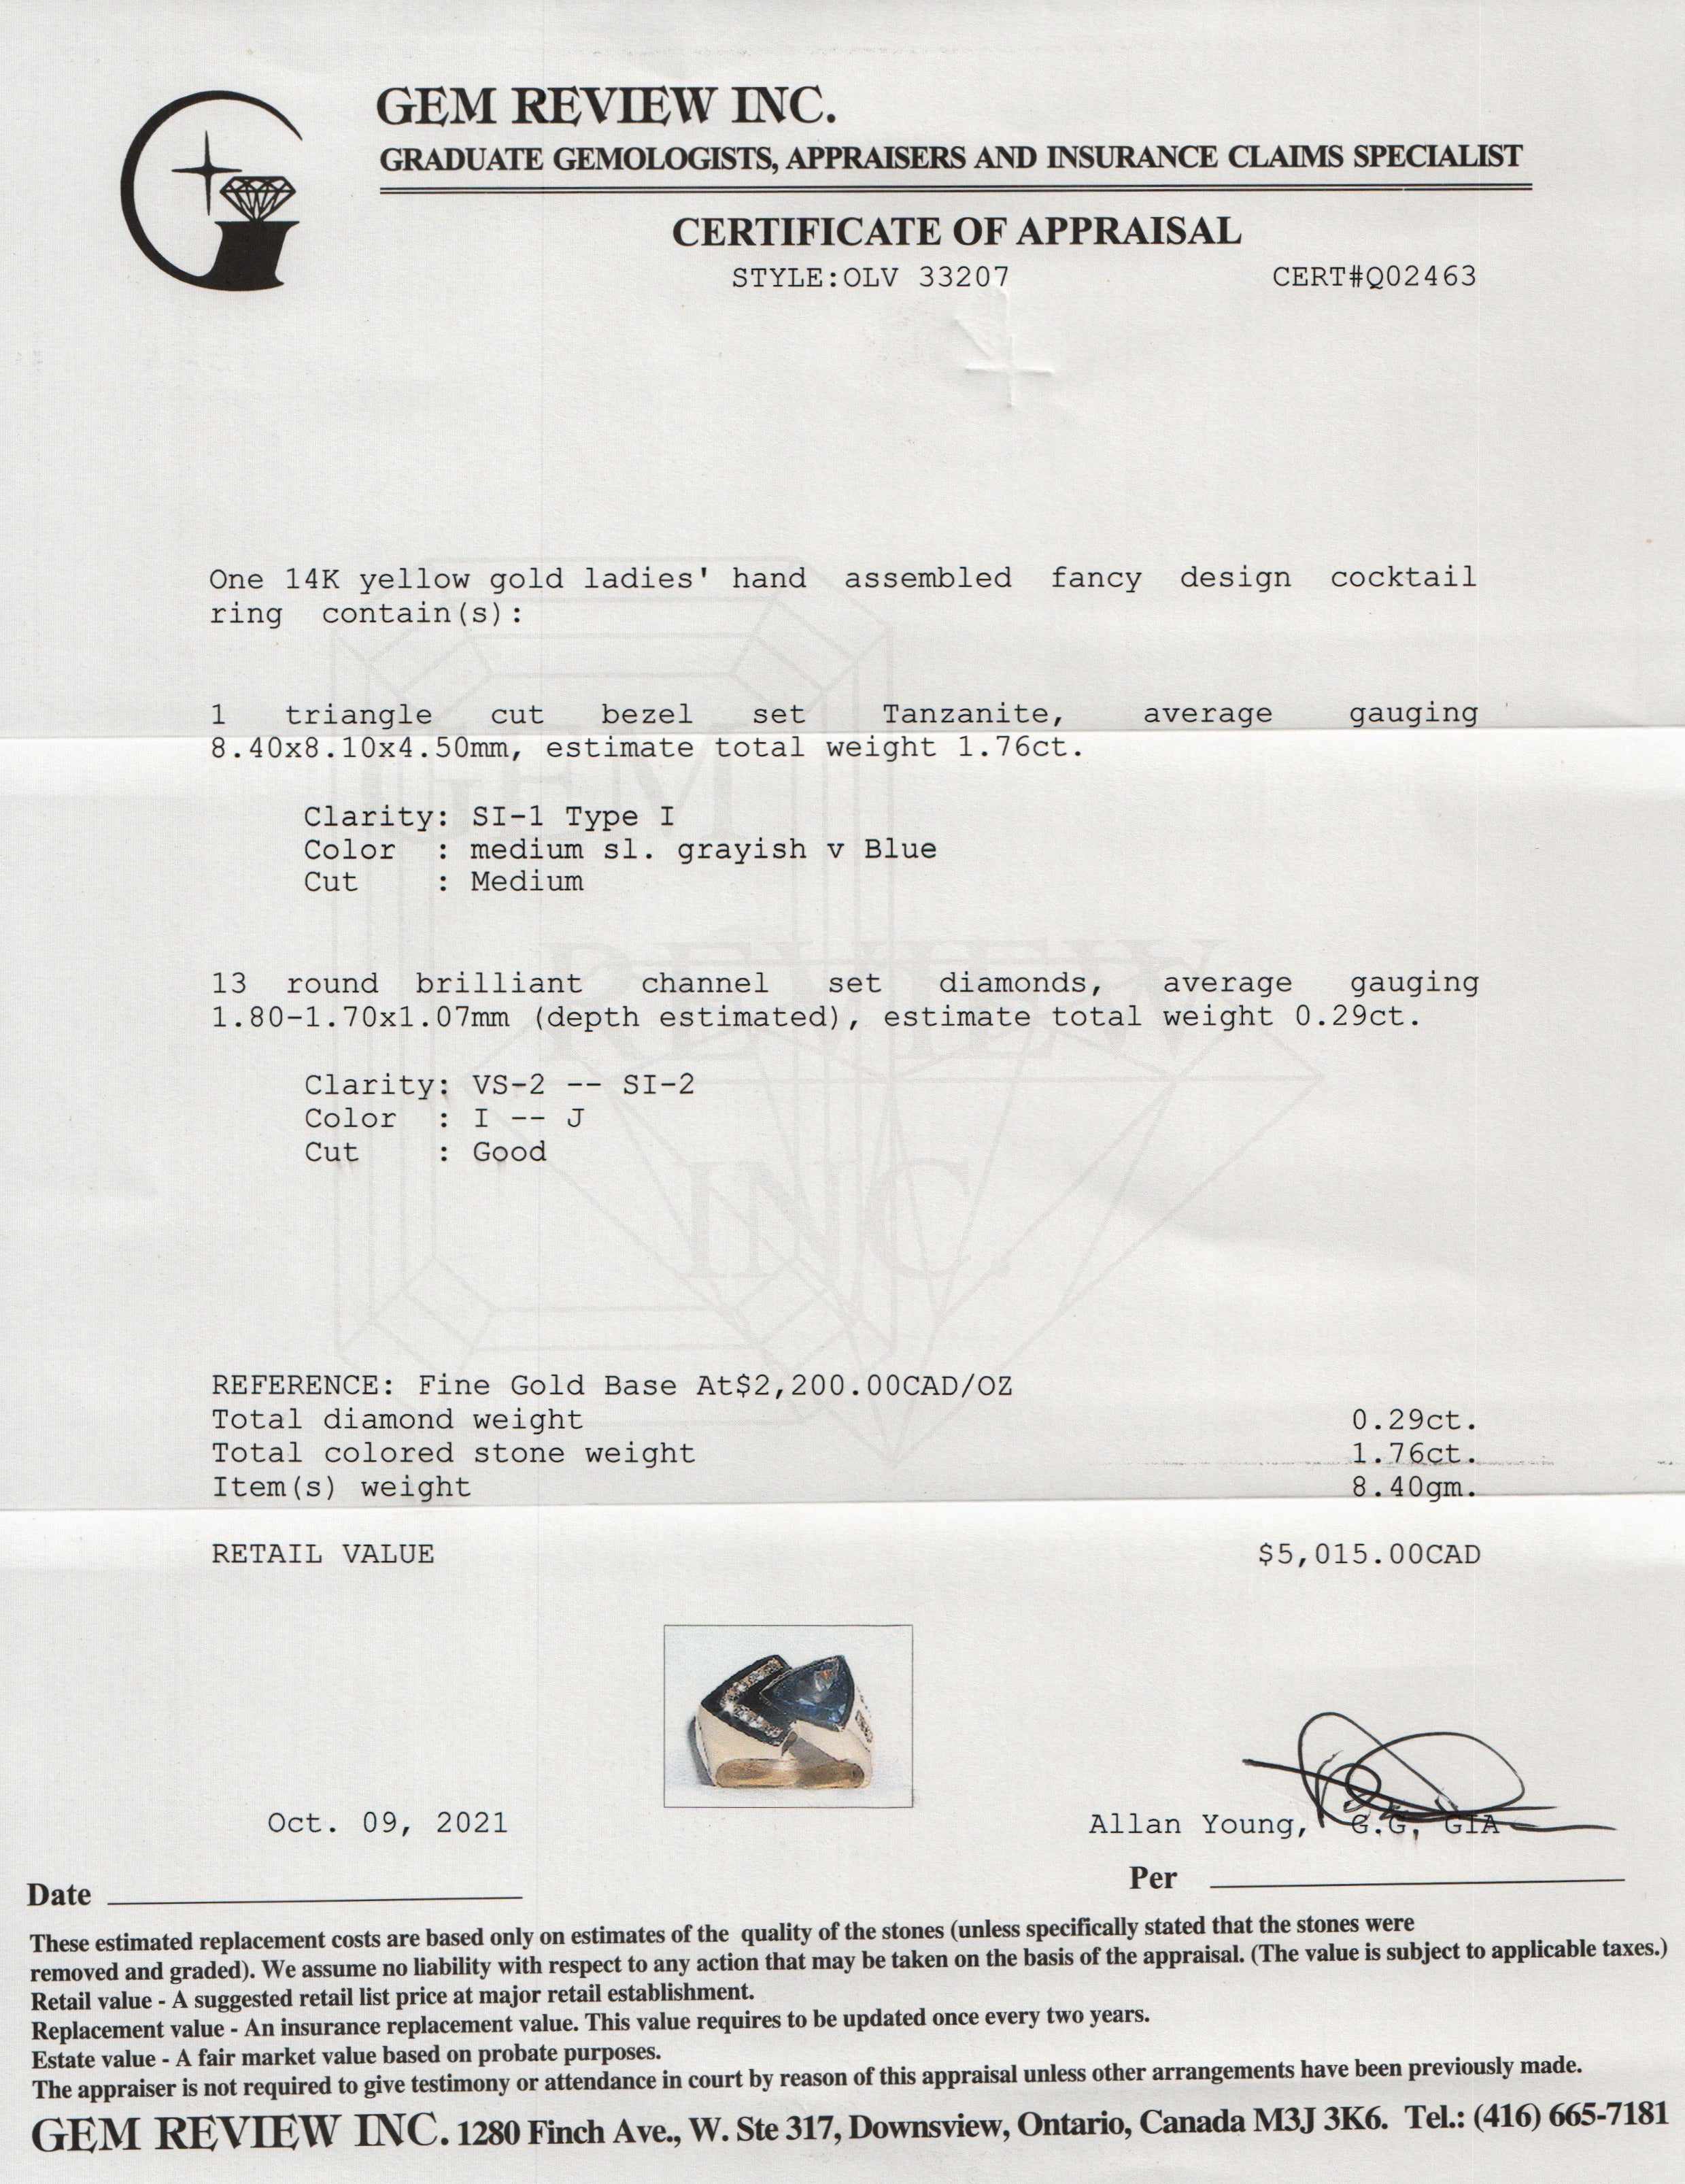 GEM REVIEW INC.
GRADUATE GEMOLOGISTS, APPRAISERS AND INSURANCE CLAIMS SPECIALIST
CERTIFICATE OF APPRAISAL
STYLE:OLV 33207 CERT#Q02463
One 14K yellow gold ladies' hand assembled fancy design cocktail
ring contain(s):
1 triangle cut bezel set Tanzanite, average gauging
8.40x8.10x4.50mm, estimate total weight 1.76ct.
Clarity: SI-1 Type I
Color : medium sl. grayish v Blue
Cut : Medium
13 round brilliant channel set diamonds, average gauging
1.80-1.70x1.07mm (depth estimated), estimate total weight 0.29ct.
Clarity: VS-2 -- SI-2
Color : I -- J
Cut : Good
GEM
REVIEW
INC.
REFERENCE: Fine Gold Base At$2,200.00CAD/OZ
Total diamond weight 0.29ct.
Total colored stone weight 1.76ct.
Item(s) weight 8.40gm.
RETAIL VALUE $5,015.00CAD
Oct. 09, 2021 Allan Young, G.G, GIA
Date Per
These estimated replacement costs are based only on estimates of the quality of the stones (unless specifically stated that the stones were
removed and graded). We assume no liability with respect to any action that may be taken on the basis of the appraisal. (The value is subject to applicable taxes.)
Retail value - A suggested retail list price at major retail establishment.
Replacement value - An insurance replacement value. This value requires to be updated once every two years.
Estate value - A fair market value based on probate purposes.
The appraiser is not required to give testimony or attendance in court by reason of this appraisal unless other arrangements have been previously made.
GEM REVIEW INC. 1280 Finch Ave., W. Ste 317, Downsview, Ontario, Canada M3J 3K6. Tel.: (416) 665-7181